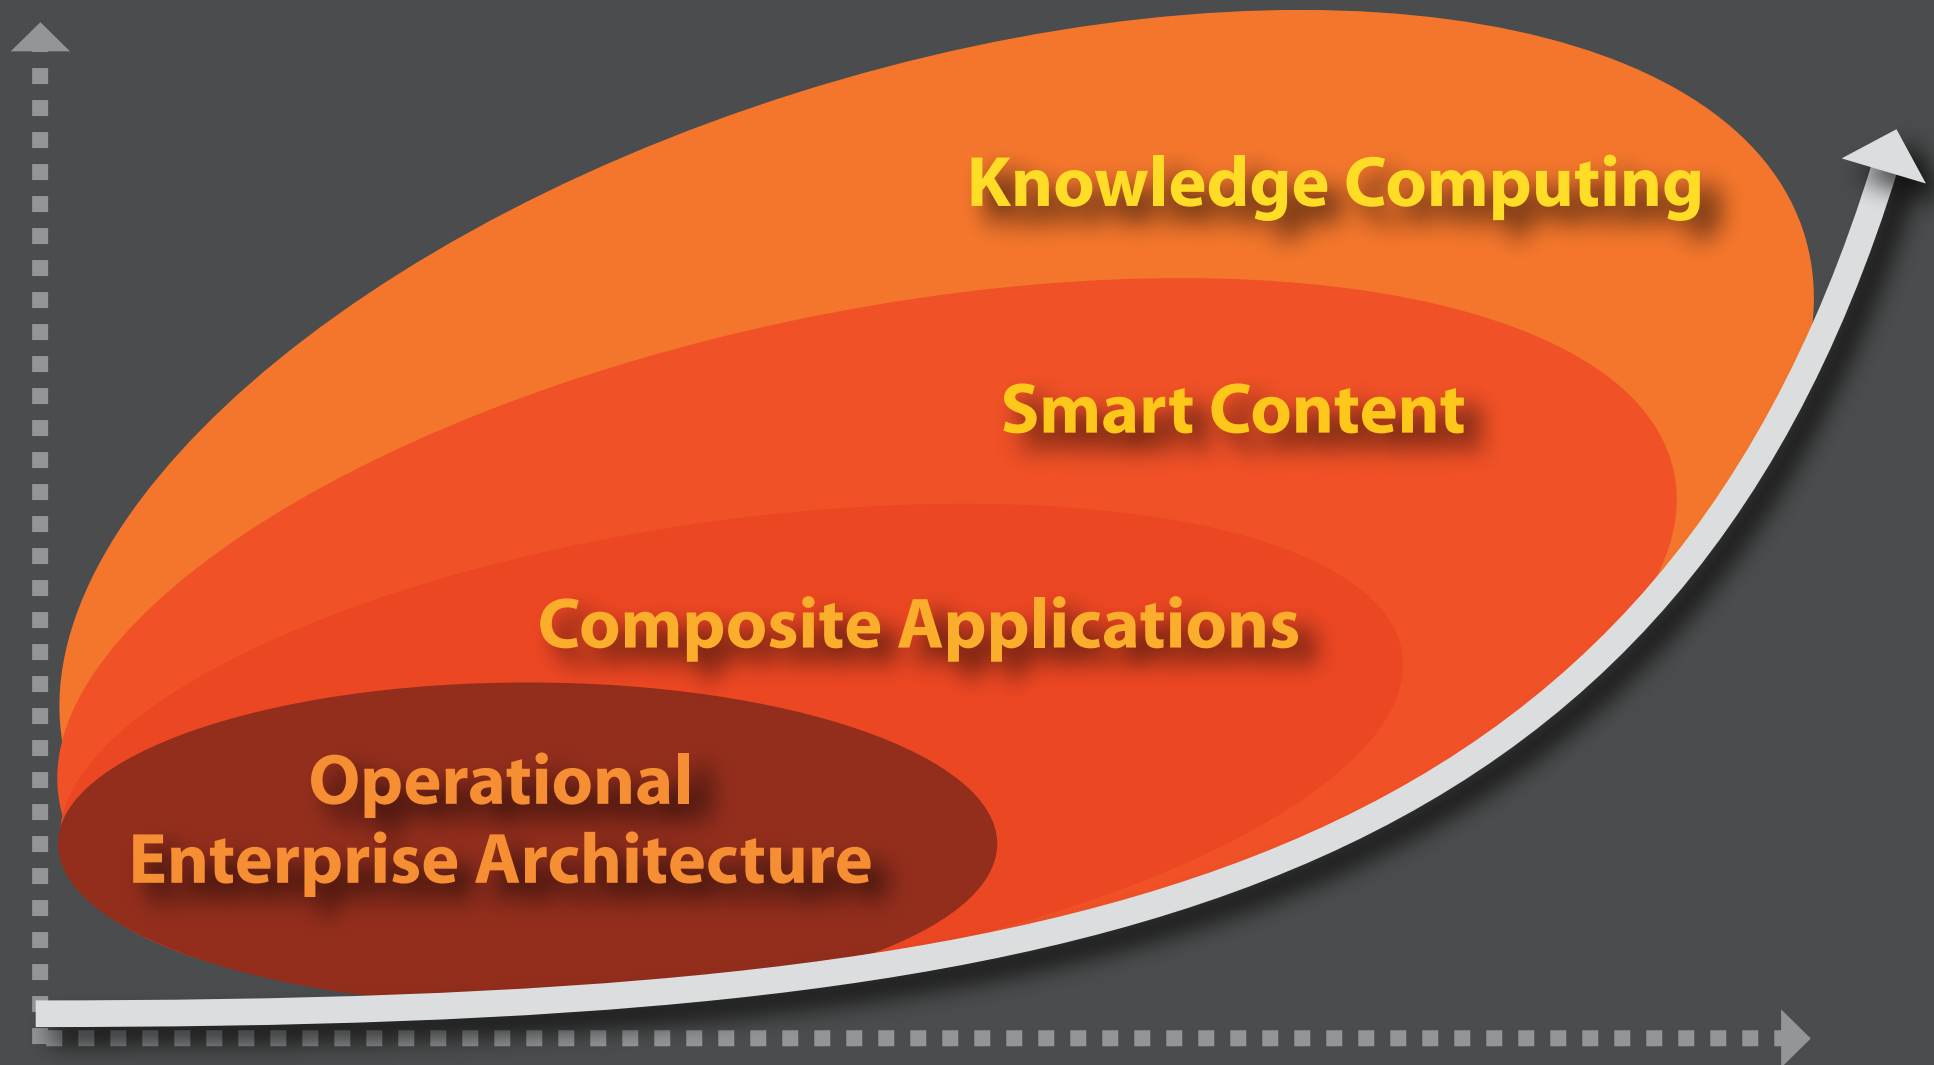 Knowledge Computing
Smart Content
Composite Applications
Operational
Enterprise Architecture